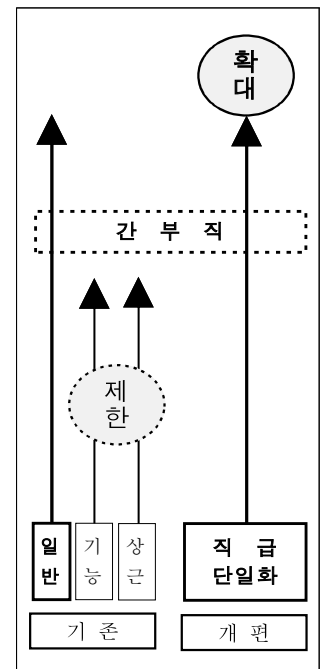 확
대
간 부 직
제
한
일
반
기
능
상
근
직 급
단일화
기 존
개 편